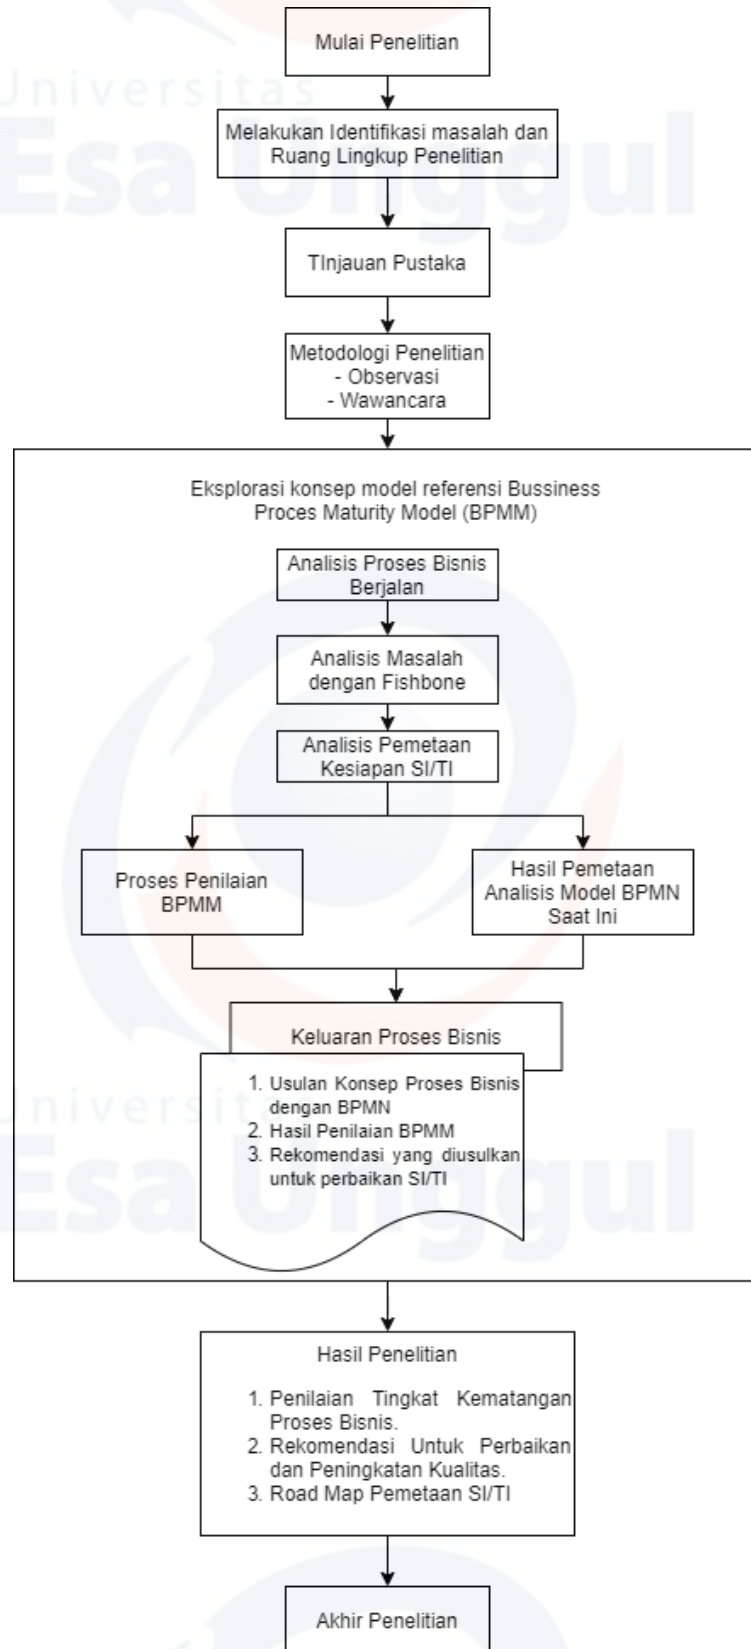 Universitas
Esa Unggul
Mulai Penelitian
Melakukan Identifikasi masalah dan
Ruang Lingkup Penelitian
TInjauan Pustaka
Metodologi Penelitian
- Observasi
- Wawancara
Eksplorasi konsep model referensi Bussiness
Proces Maturity Model (BPMM)
Analisis Proses Bisnis
Berjalan
Analisis Masalah
dengan Fishbone
Analisis Pemetaan
Kesiapan SI/TI
Proses Penilaian
BPMM
Hasil Pemetaan
Analisis Model BPMN
Saat Ini
Keluaran Proses Bisnis
1. Usulan Konsep Proses Bisnis
dengan BPMN
2. Hasil Penilaian BPMM
3. Rekomendasi yang diusulkan
untuk perbaikan SI/TI
Universitas
Esa Unggul
Hasil Penelitian
1. Penilaian Tingkat Kematangan
Proses Bisnis.
2. Rekomendasi Untuk Perbaikan
dan Peningkatan Kualitas.
3. Road Map Pemetaan SI/TI
Akhir Penelitian